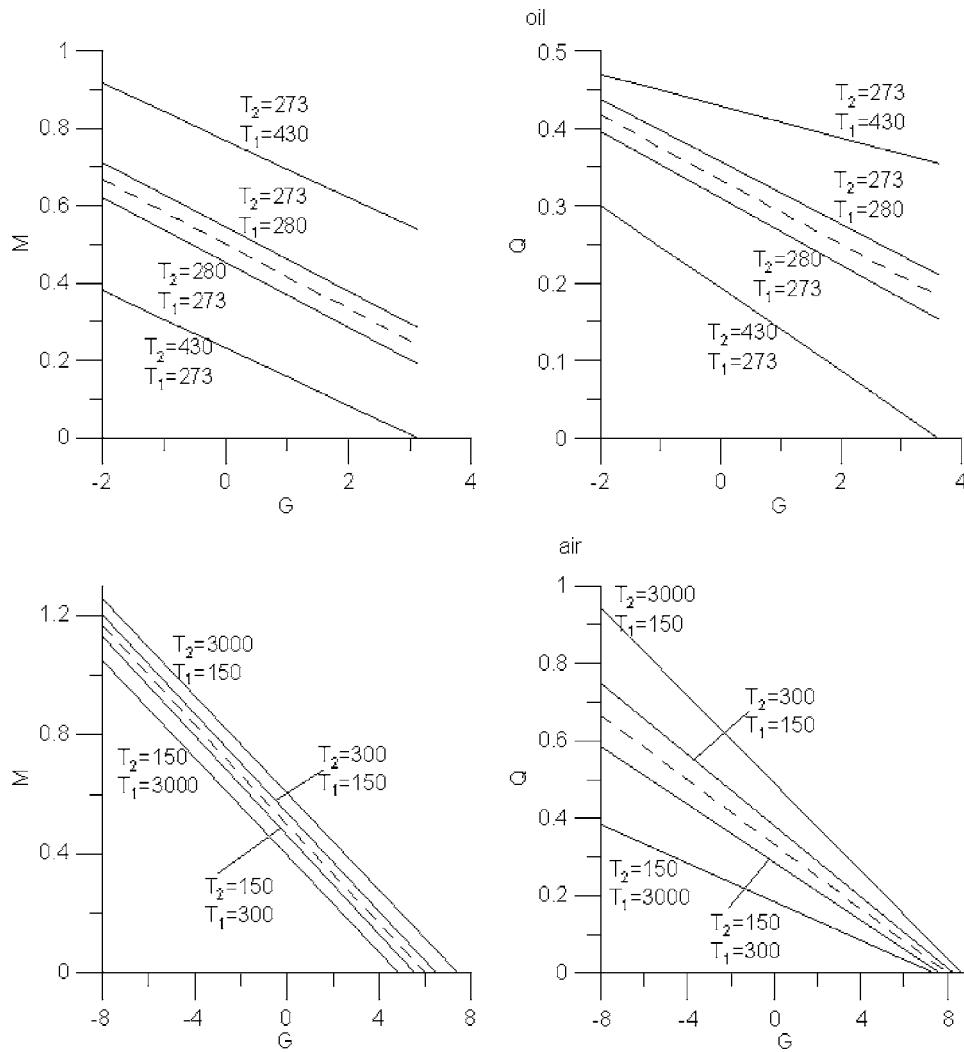 oil
1
0.8
0.6
0.4
0.2
0
M
-2
0
2
4
G
T₂=273
T₁=430
T₂=273
T₁=280
T₂=280
T₁=273
T₂=430
T₁=273
0.5
0.4
0.3
0.2
0.1
0
Q
-2
0
2
4
G
T₂=273
T₁=430
T₂=273
T₁=280
T₂=280
T₁=273
T₂=430
T₁=273
air
1.2
0.8
0.4
0
M
-8
-4
0
4
8
G
T₂=3000
T₁=150
T₂=300
T₁=150
T₂=150
T₁=3000
T₂=150
T₁=300
1
0.8
0.6
0.4
0.2
0
Q
-8
-4
0
4
8
G
T₂=3000
T₁=150
T₂=300
T₁=150
T₂=150
T₁=3000
T₂=150
T₁=300